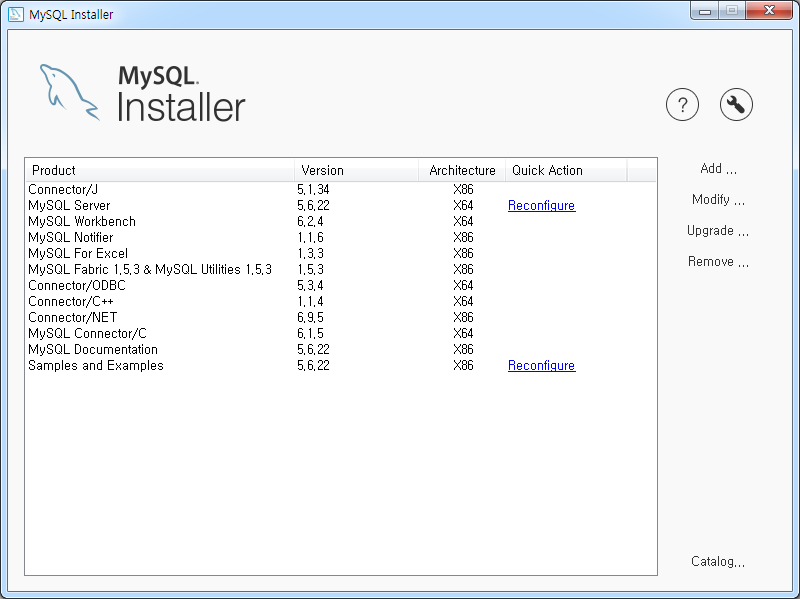 MySQL Installer
MySQL.
Installer
?
Product Version Architecture Quick Action
Connector/J 5.1.34 X86
MySQL Server 5.6.22 X64 Reconfigure
MySQL Workbench 6.2.4 X64
MySQL Notifier 1.1.6 X86
MySQL For Excel 1.3.3 X86
MySQL Fabric 1.5.3 & MySQL Utilities 1.5.3 1.5.3 X86
Connector/ODBC 5.3.4 X64
Connector/C++ 1.1.4 X64
Connector/NET 6.9.5 X86
MySQL Connector/C 6.1.5 X64
MySQL Documentation 5.6.22 X86
Samples and Examples 5.6.22 X86 Reconfigure
Add ...
Modify ...
Upgrade ...
Remove ...
Catalog...